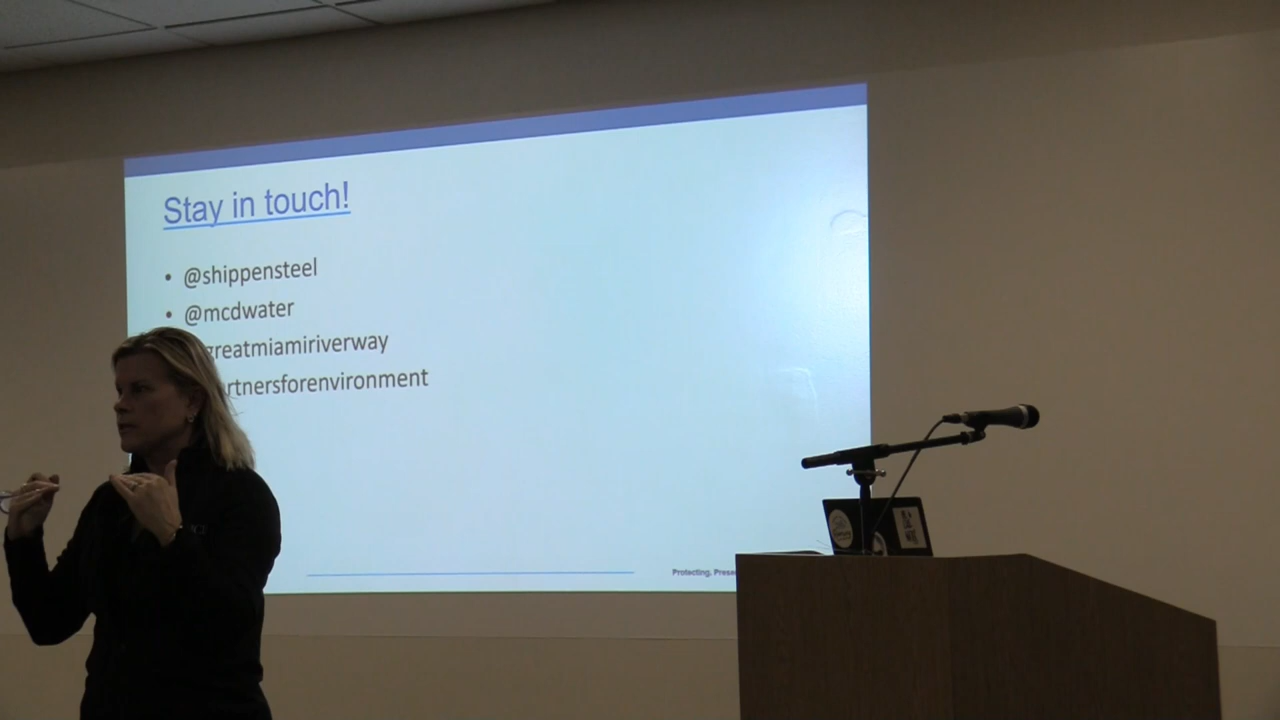 Stay in touch!
• @shippensteel
• @mcdwater
greatmiamiriverway
rtnersforenvironment
Protecting. Prese